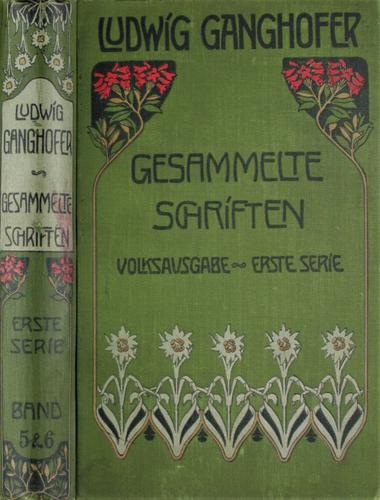 LUDWIG
GANGHOFER
~
GESAMMELTE
SCHRIFTEN
ERSTE
SERIE
BAND
5&6
LUDWIG GANGHOFER
GESAMMELTE
SCHRIFTEN
VOLKSAUSGABE ~ ERSTE SERIE